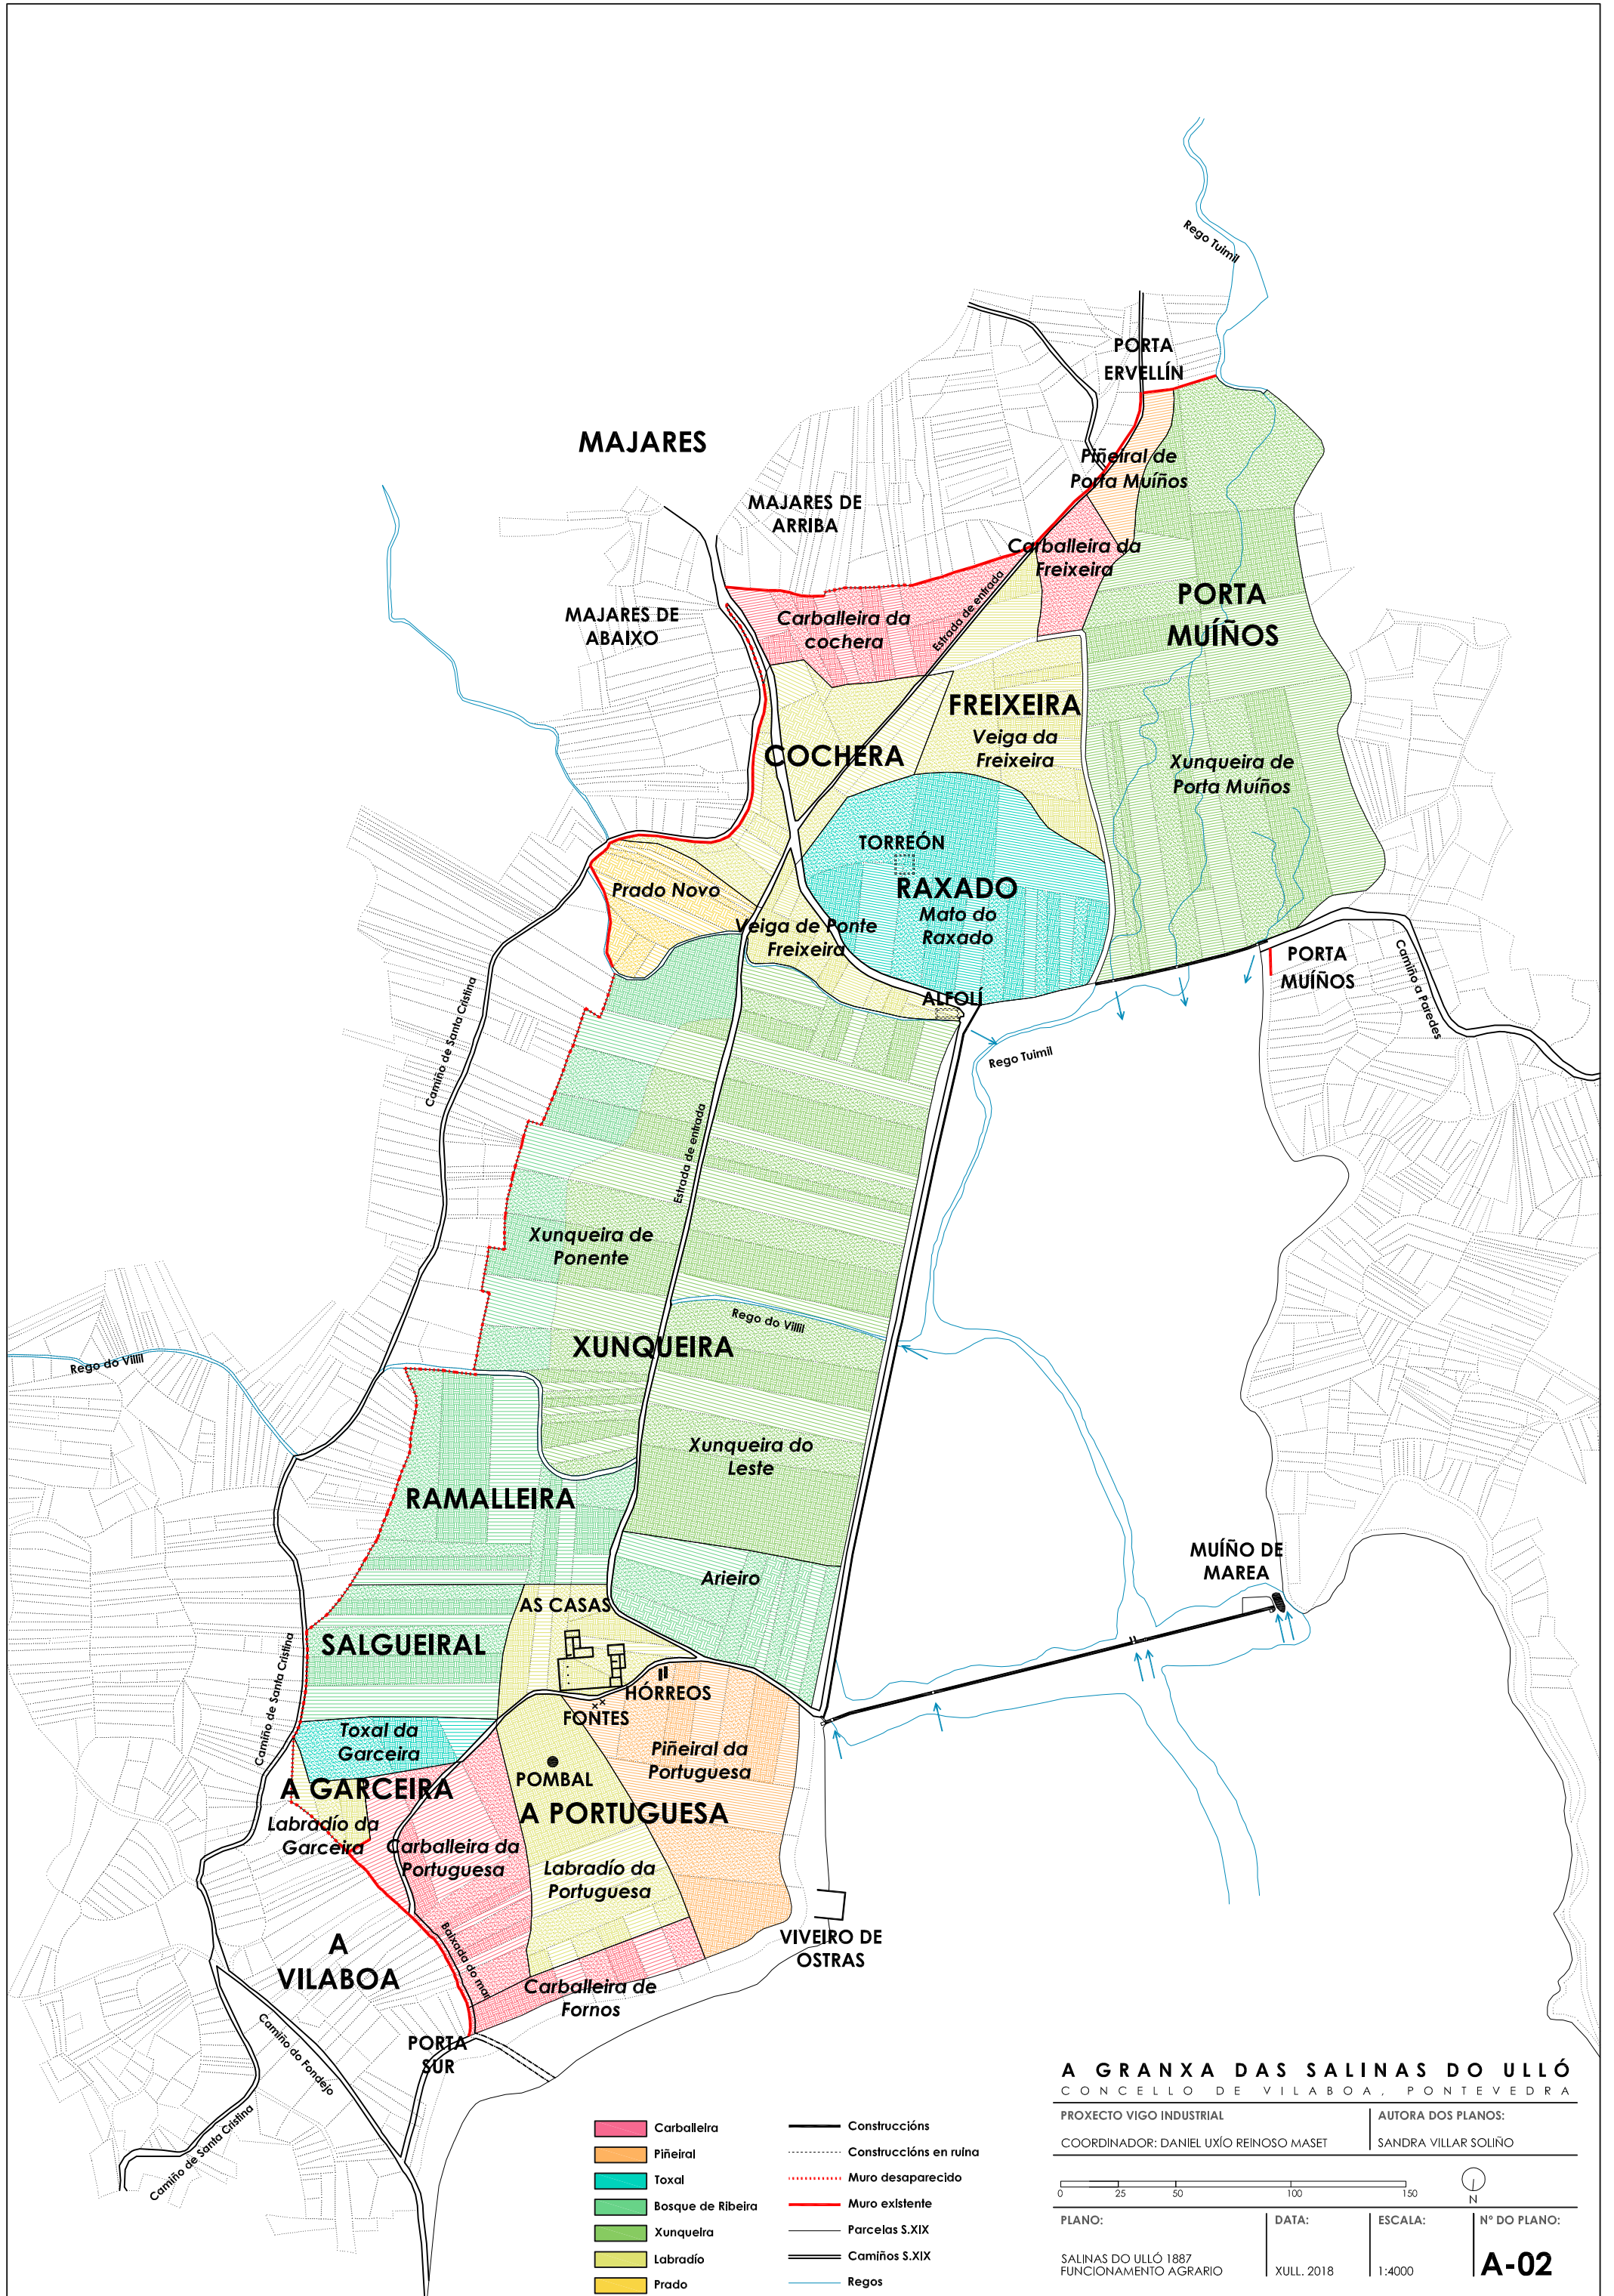 Rego Tuimil
PORTA
ERVELLÍN
MAJARES
Piñeiral de
Porta Muíños
MAJARES DE
ARRIBA
Carballeira da
Freixeira
PORTA
MUÍÑOS
MAJARES DE
ABAIXO
Carballeira da
cochera
Estrada de entrada
FREIXEIRA
Veiga da
Freixeira
COCHERA
Xunqueira de
Porta Muíños
TORREÓN
RAXADO
Mato do
Raxado
Prado Novo
Veiga de Ponte
Freixeira
PORTA
MUÍÑOS
Camiño a Paredes
ALFOLÍ
Rego Tuimil
Camiño de Santa Cristina
Estrada de entrada
Xunqueira de
Ponente
Rego do Villil
XUNQUEIRA
Rego do Villil
Xunqueira do
Leste
RAMALLEIRA
MUÍÑO DE
MAREA
Arieiro
AS CASAS
SALGUEIRAL
Camiño de Santa Cristina
HÓRREOS
FONTES
Toxal da
Garceira
Piñeiral da
Portuguesa
POMBAL
A GARCEIRA
A PORTUGUESA
Labradío da
Garceira
Carballeira da
Portuguesa
Labradío da
Portuguesa
Baixada do mar
VIVEIRO DE
OSTRAS
A
VILABOA
Carballeira de
Fornos
Camiño do Fondejo
PORTA
SUR
Camiño de Santa Cristina
Carballeira
Piñeiral
Toxal
Bosque de Ribeira
Xunqueira
Labradío
Prado
Construccións
Construccións en ruína
Muro desaparecido
Muro existente
Parcelas S.XIX
Camiños S.XIX
Regos
A GRANXA DAS SALINAS DO ULLÓ
CONCELLO DE VILABOA, PONTEVEDRA
PROXECTO VIGO INDUSTRIAL
COORDINADOR: DANIEL UXÍO REINOSO MASET
AUTORA DOS PLANOS:
SANDRA VILLAR SOLIÑO
0 25 50 100 150
N
PLANO:
SALINAS DO ULLÓ 1887
FUNCIONAMENTO AGRARIO
DATA:
XULL. 2018
ESCALA:
1:4000
Nº DO PLANO:
A-02